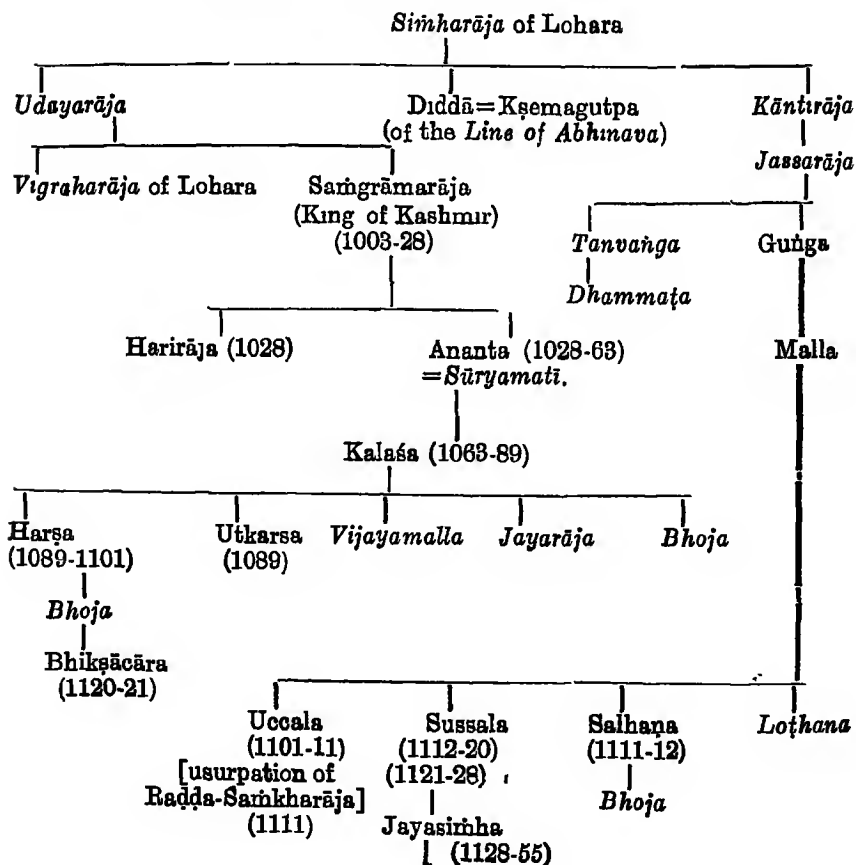 Siṁharāja of Lohara
Udayarāja
Diddā=Kṣemagutpa
(of the Line of Abhinava)
Kāntirāja
Jassarāja
Vigraharāja of Lohara
Saṁgrāmarāja
(King of Kashmir)
(1003-28)
Tanvaṅga
Guṅga
Dhammaṭa
Harirāja (1028)
Ananta (1028-63)
=Sūryamatī.
Malla
Kalaśa (1063-89)
Harṣa
(1089-1101)
Utkarsa
(1089)
Vijayamalla
Jayarāja
Bhoja
Bhoja
Bhikṣācāra
(1120-21)
Uccala
(1101-11)
[usurpation of
Raḍḍa-Saṁkharāja]
(1111)
Sussala
(1112-20)
(1121-28)
Salhaṇa
(1111-12)
Loṭhana
Bhoja
Jayasiṁha
(1128-55)